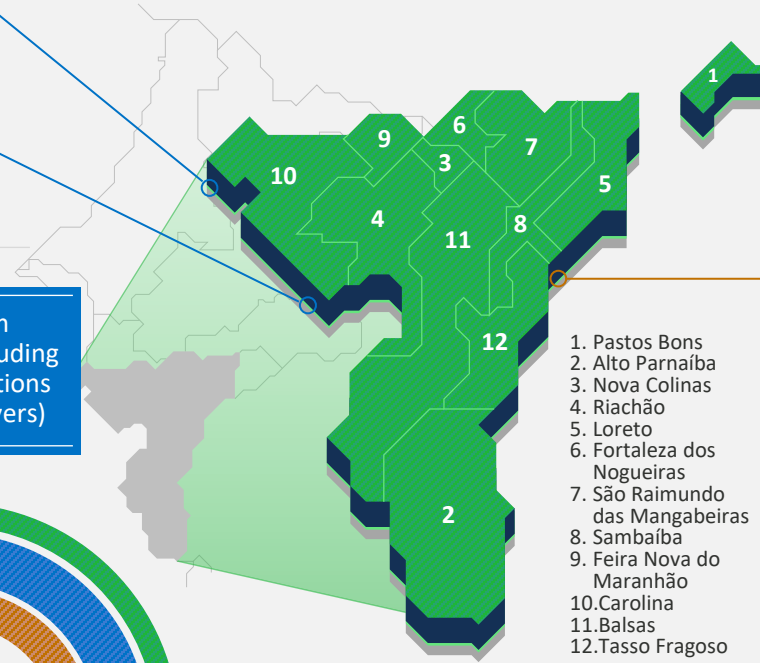 1
6
9
7
3
10
5
4
8
11
12
2
uding
tions
vers)
1. Pastos Bons
2. Alto Parnaíba
3. Nova Colinas
4. Riachão
5. Loreto
6. Fortaleza dos
Nogueiras
7. São Raimundo
das Mangabeiras
8. Sambaíba
9. Feira Nova do
Maranhão
10.Carolina
11.Balsas
12.Tasso Fragoso